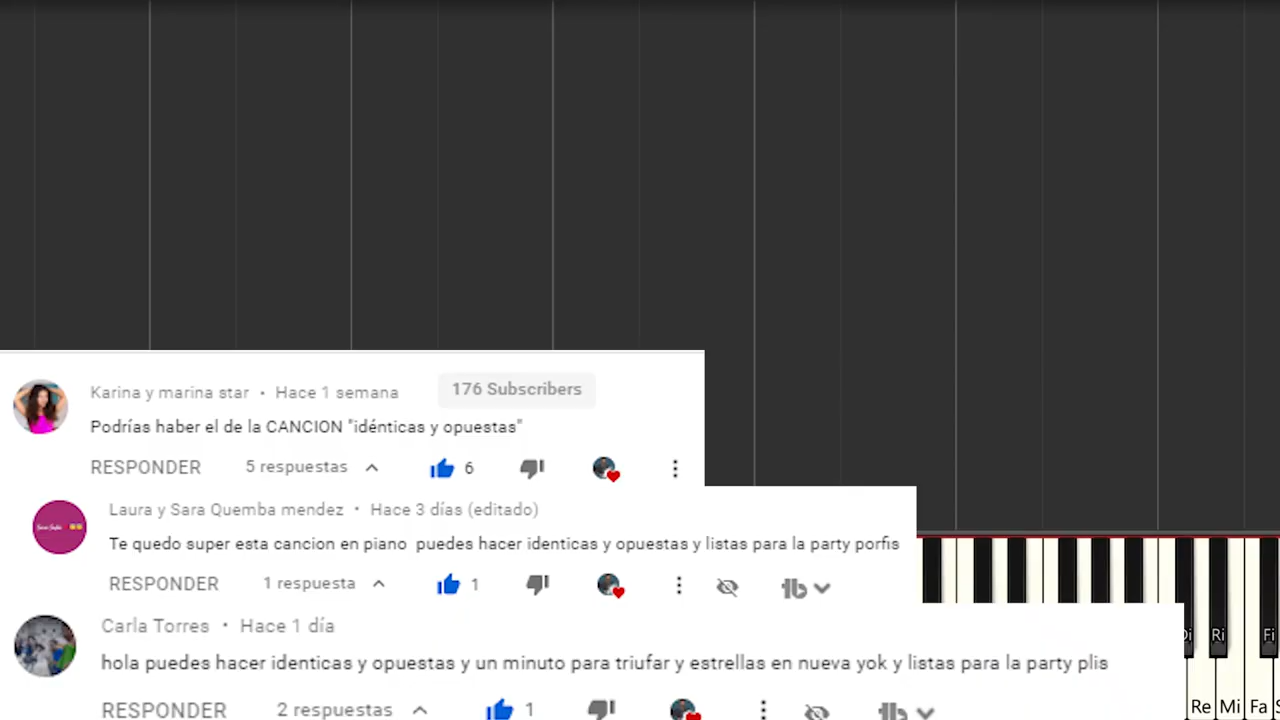 Karina y marina star • Hace 1 semana
176 Subscribers
Podrías haber el de la CANCION "idénticas y opuestas"
RESPONDER 5 respuestas 6
Laura y Sara Quemba mendez • Hace 3 días (editado)
Te quedo super esta cancion en piano puedes hacer identicas y opuestas y listas para la party porfis
RESPONDER 1 respuesta 1
Carla Torres • Hace 1 día
hola puedes hacer identicas y opuestas y un minuto para triufar y estrellas en nueva yok y listas para la party plis
RESPONDER 2 respuestas 1
Ri Fi
Re Mi Fa